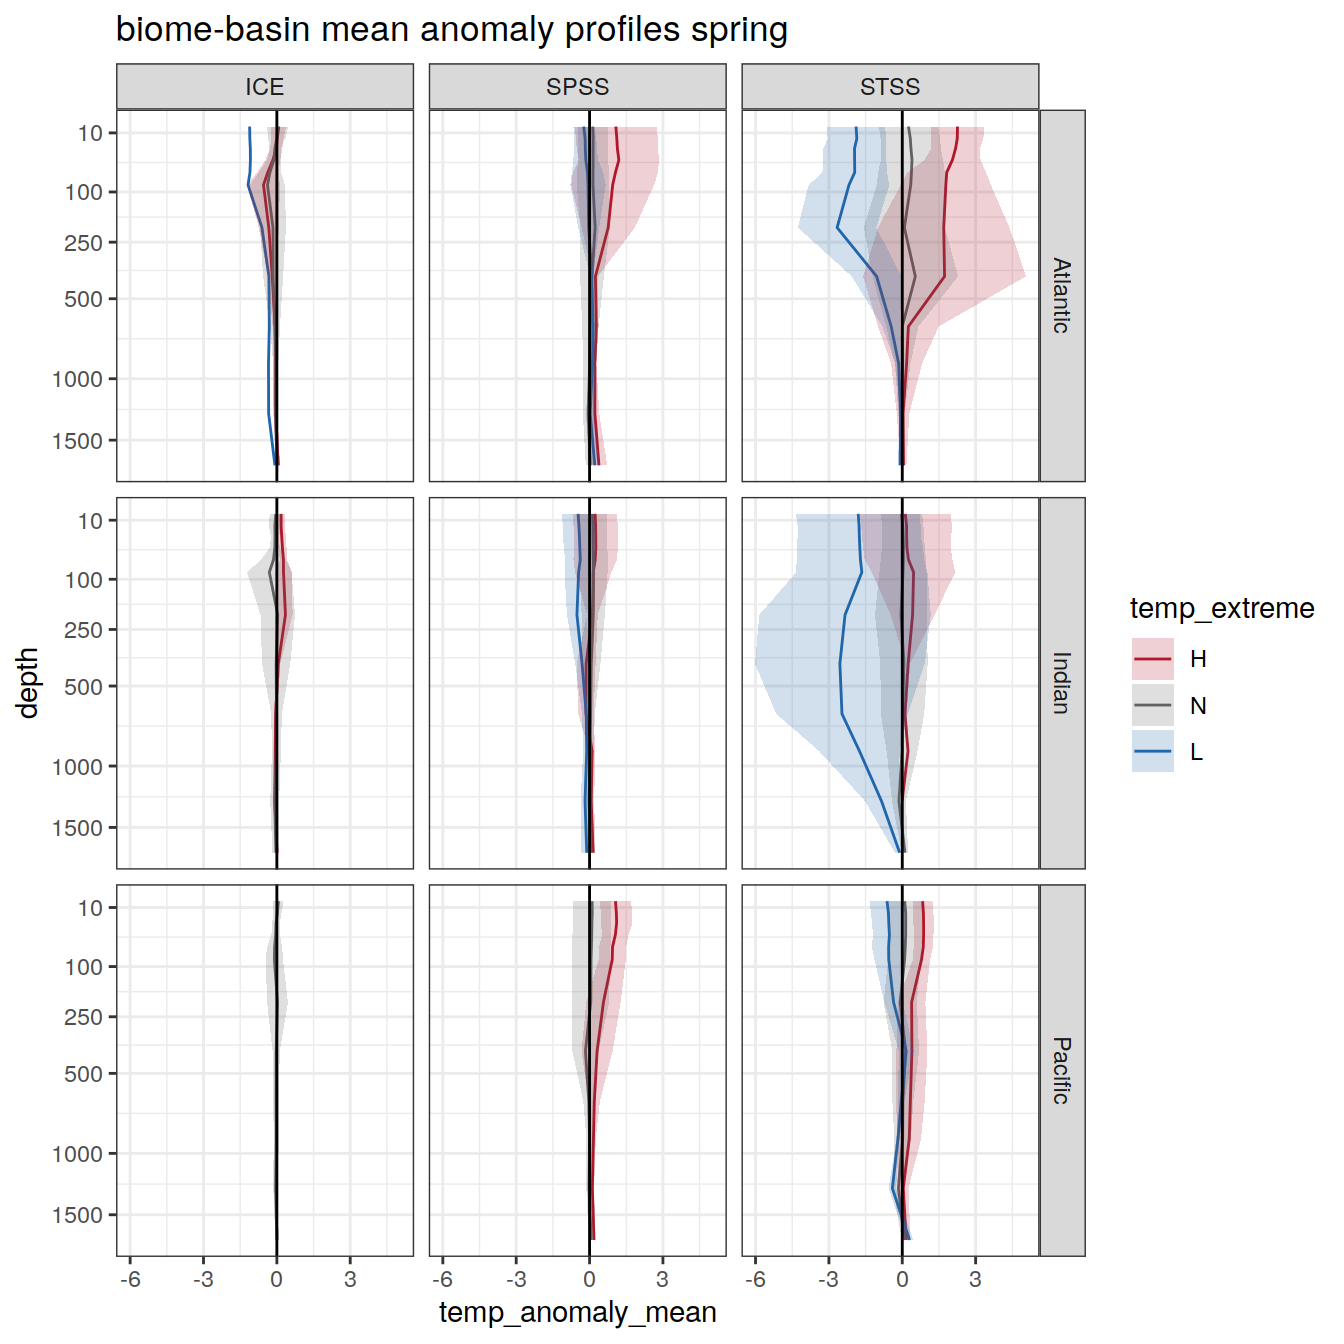 biome-basin mean anomaly profiles spring
ICE SPSS STSS
10
100
250
500
1000
1500
Atlantic
10
100
250
500
1000
1500
Indian
10
100
250
500
1000
1500
Pacific
depth
-6 -3 0 3 -6 -3 0 3 -6 -3 0 3
temp_anomaly_mean
temp_extreme
H
N
L